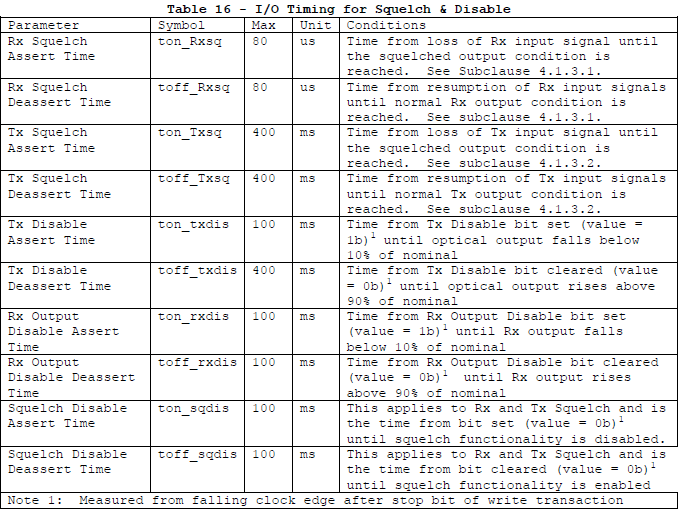 Table 16 - I/O Timing for Squelch & Disable
Parameter Symbol Max Unit Conditions
Rx Squelch ton_Rxsq 80 us Time from loss of Rx input signal until
Assert Time the squelched output condition is
reached. See Subclause 4.1.3.1.
Rx Squelch toff_Rxsq 80 us Time from resumption of Rx input signals
Deassert Time until normal Rx output condition is
reached. See subclause 4.1.3.1.
Tx Squelch ton_Txsq 400 ms Time from loss of Tx input signal until
Assert Time the squelched output condition is
reached. See subclause 4.1.3.2.
Tx Squelch toff_Txsq 400 ms Time from resumption of Tx input signals
Deassert Time until normal Tx output condition is
reached. See subclause 4.1.3.2.
Tx Disable ton_txdis 100 ms Time from Tx Disable bit set (value =
Assert Time 1b)¹ until optical output falls below
10% of nominal
Tx Disable toff_txdis 400 ms Time from Tx Disable bit cleared (value
Deassert Time = 0b)¹ until optical output rises above
90% of nominal
Rx Output ton_rxdis 100 ms Time from Rx Output Disable bit set
Disable Assert (value = 1b)¹ until Rx output falls
Time below 10% of nominal
Rx Output toff_rxdis 100 ms Time from Rx Output Disable bit cleared
Disable Deassert (value = 0b)¹ until Rx output rises
Time above 90% of nominal
Squelch Disable ton_sqdis 100 ms This applies to Rx and Tx Squelch and is
Assert Time the time from bit set (value = 0b)¹
until squelch functionality is disabled.
Squelch Disable toff_sqdis 100 ms This applies to Rx and Tx Squelch and is
Deassert Time the time from bit cleared (value = 0b)¹
until squelch functionality is enabled
Note 1: Measured from falling clock edge after stop bit of write transaction